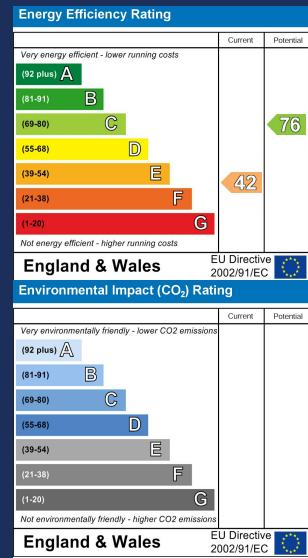 Energy Efficiency Rating
Current Potential
Very energy efficient - lower running costs
(92 plus) A
(81-91) B
(69-80) C
(55-68) D
(39-54) E
(21-38) F
(1-20) G
42
76
Not energy efficient - higher running costs
England & Wales
EU Directive
2002/91/EC
Environmental Impact (CO₂) Rating
Current Potential
Very environmentally friendly - lower CO2 emissions
(92 plus) A
(81-91) B
(69-80) C
(55-68) D
(39-54) E
(21-38) F
(1-20) G
Not environmentally friendly - higher CO2 emissions
England & Wales
EU Directive
2002/91/EC